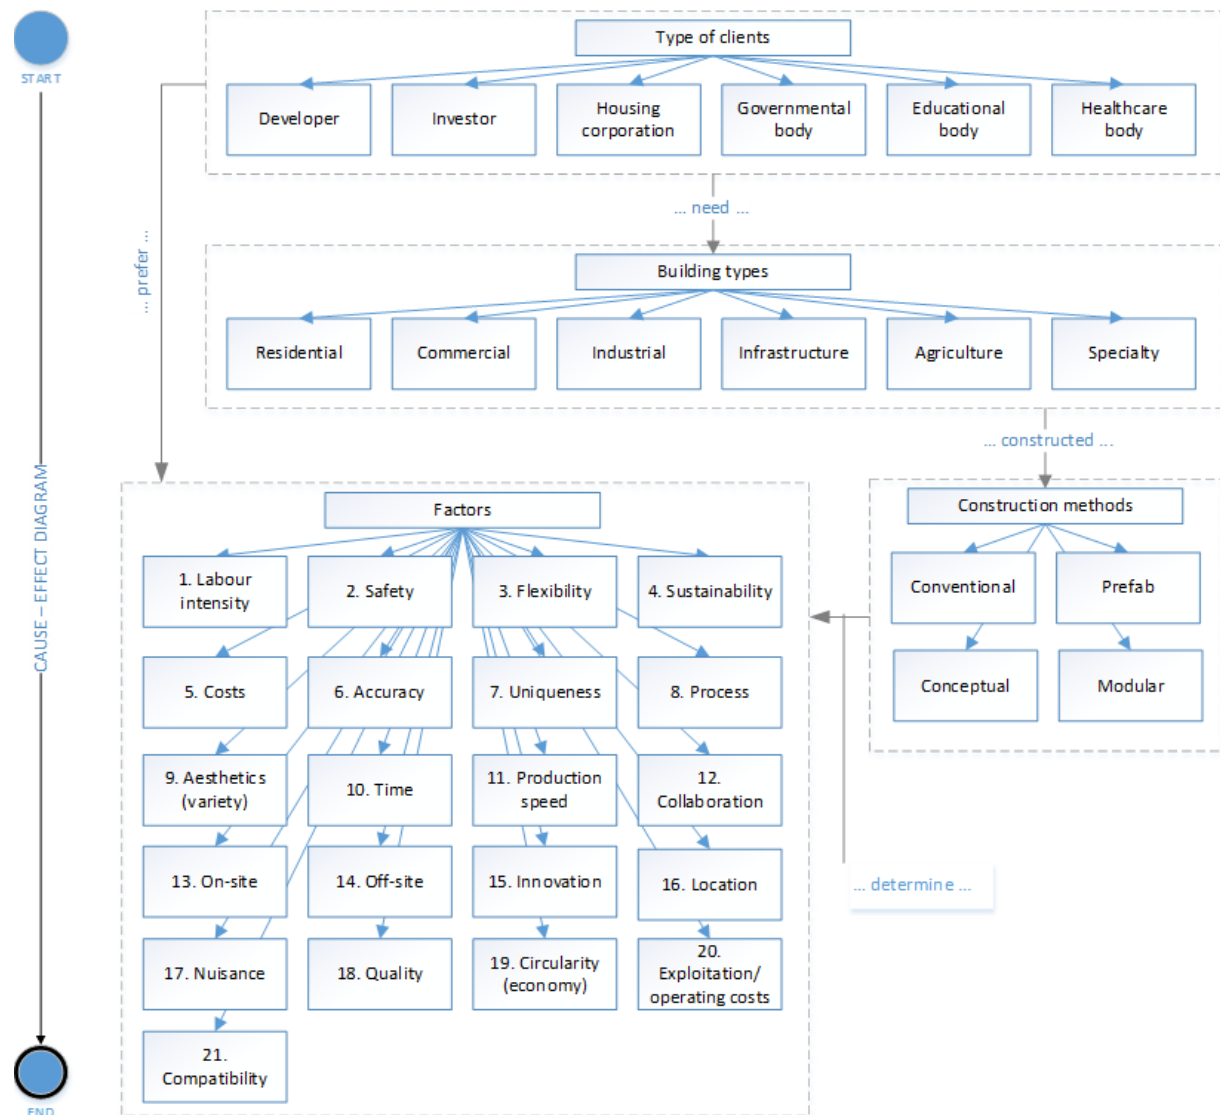 START
Type of clients
Developer
Investor
Housing
corporation
Governmental
body
Educational
body
Healthcare
body
... need ...
... prefer ...
Building types
Residential
Commercial
Industrial
Infrastructure
Agriculture
Specialty
... constructed ...
CAUSE – EFFECT DIAGRAM
Factors
1. Labour
intensity
2. Safety
3. Flexibility
4. Sustainability
5. Costs
6. Accuracy
7. Uniqueness
8. Process
9. Aesthetics
(variety)
10. Time
11. Production
speed
12.
Collaboration
13. On-site
14. Off-site
15. Innovation
16. Location
17. Nuisance
18. Quality
19. Circularity
(economy)
20.
Exploitation/
operating costs
21.
Compatibility
Construction methods
Conventional
Prefab
Conceptual
Modular
... determine ...
END